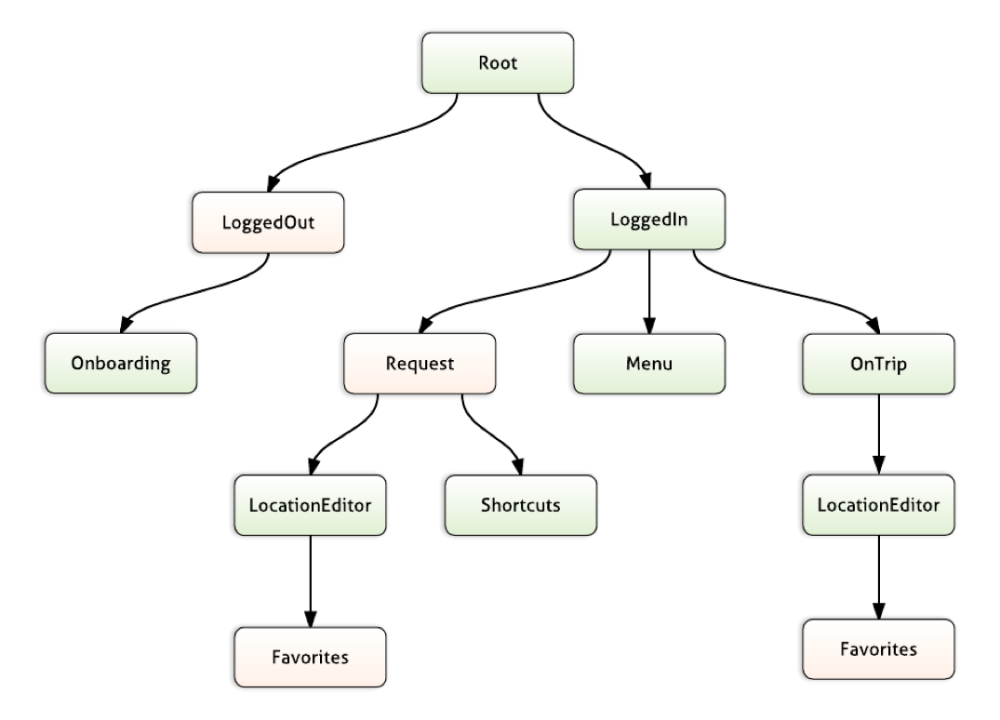 Root
LoggedOut
LoggedIn
Onboarding
Request
Menu
OnTrip
LocationEditor
Shortcuts
LocationEditor
Favorites
Favorites